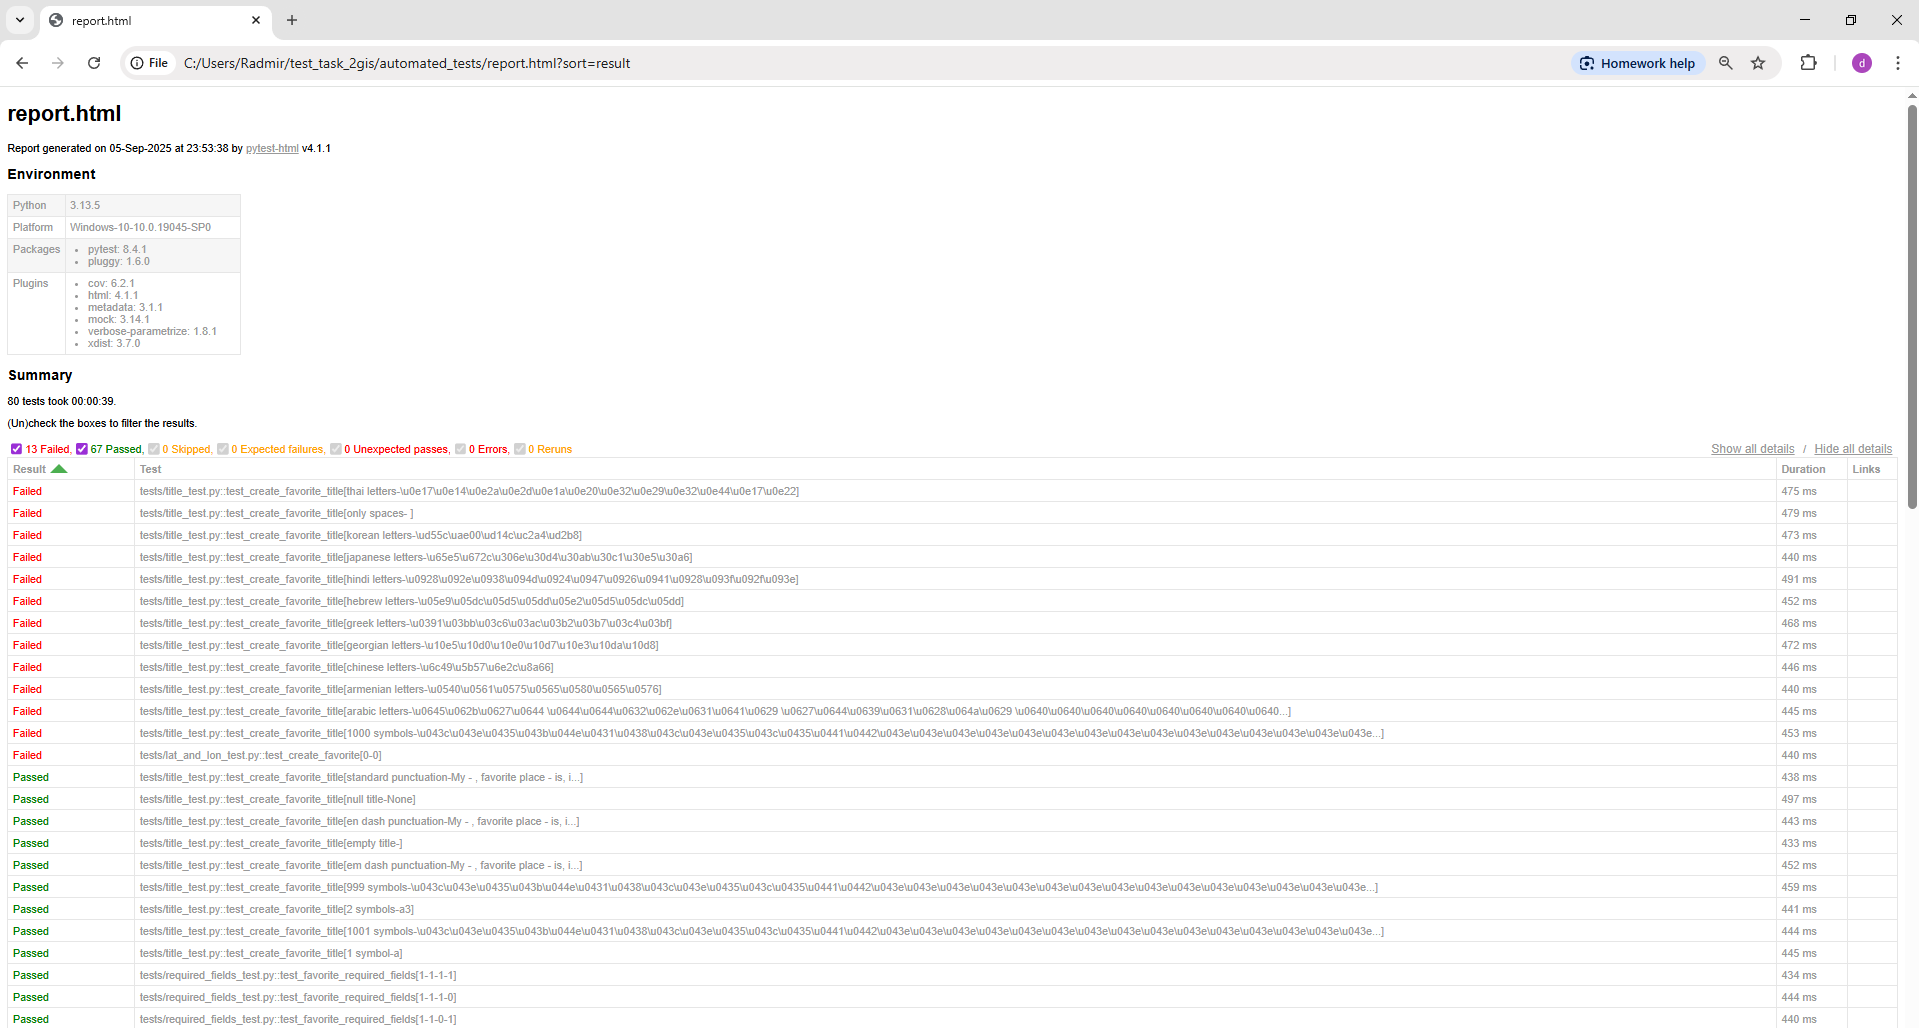 report.html
File
C:/Users/Radmir/test_task_2gis/automated_tests/report.html?sort=result
Homework help
d
report.html
Report generated on 05-Sep-2025 at 23:53:38 by pytest-html v4.1.1
Environment
Python 3.13.5
Platform Windows-10-10.0.19045-SP0
Packages
pytest: 8.4.1
pluggy: 1.6.0
Plugins
cov: 6.2.1
html: 4.1.1
metadata: 3.1.1
mock: 3.14.1
verbose-parametrize: 1.8.1
xdist: 3.7.0
Summary
80 tests took 00:00:39.
(Un)check the boxes to filter the results.
13 Failed, 67 Passed, 0 Skipped, 0 Expected failures, 0 Unexpected passes, 0 Errors, 0 Reruns Show all details / Hide all details
Result Test Duration Links
Failed tests/title_test.py::test_create_favorite_title[thai letters-\u0e17\u0e14\u0e2a\u0e2d\u0e1a\u0e20\u0e32\u0e29\u0e32\u0e44\u0e17\u0e22] 475 ms
Failed tests/title_test.py::test_create_favorite_title[only spaces- ] 479 ms
Failed tests/title_test.py::test_create_favorite_title[korean letters-\ud55c\uae00\ud14c\uc2a4\ud2b8] 473 ms
Failed tests/title_test.py::test_create_favorite_title[japanese letters-\u65e5\u672c\u306e\u30d4\u30ab\u30c1\u30e5\u30a6] 440 ms
Failed tests/title_test.py::test_create_favorite_title[hindi letters-\u0928\u092e\u0938\u094d\u0924\u0947\u0926\u0941\u0928\u093f\u092f\u093e] 491 ms
Failed tests/title_test.py::test_create_favorite_title[hebrew letters-\u05e9\u05dc\u05d5\u05dd\u05e2\u05d5\u05dc\u05dd] 452 ms
Failed tests/title_test.py::test_create_favorite_title[greek letters-\u0391\u03bb\u03c6\u03ac\u03b2\u03b7\u03c4\u03bf] 468 ms
Failed tests/title_test.py::test_create_favorite_title[georgian letters-\u10e5\u10d0\u10e0\u10d7\u10e3\u10da\u10d8] 472 ms
Failed tests/title_test.py::test_create_favorite_title[chinese letters-\u6c49\u5b57\u6e2c\u8a66] 446 ms
Failed tests/title_test.py::test_create_favorite_title[armenian letters-\u0540\u0561\u0575\u0565\u0580\u0565\u0576] 440 ms
Failed tests/title_test.py::test_create_favorite_title[arabic letters-\u0645\u062b\u0627\u0644 \u0644\u0644\u0632\u062e\u0631\u0641\u0629 \u0627\u0644\u0639\u0631\u0628\u064a\u0629 \u0640\u0640\u0640\u0640\u0640\u0640\u0640\u0640...] 445 ms
Failed tests/title_test.py::test_create_favorite_title[1000 symbols-\u043c\u043e\u0435\u043b\u044e\u0431\u0438\u043c\u043e\u0435\u043c\u0435\u0441\u0442\u043e\u043e\u043e\u043e\u043e\u043e\u043e\u043e\u043e\u043e\u043e\u043e\u043e\u043e\u043e\u043e...] 453 ms
Failed tests/lat_and_lon_test.py::test_create_favorite[0-0] 440 ms
Passed tests/title_test.py::test_create_favorite_title[standard punctuation-My - , favorite place - is, i...] 438 ms
Passed tests/title_test.py::test_create_favorite_title[null title-None] 497 ms
Passed tests/title_test.py::test_create_favorite_title[en dash punctuation-My - , favorite place - is, i...] 443 ms
Passed tests/title_test.py::test_create_favorite_title[empty title-] 433 ms
Passed tests/title_test.py::test_create_favorite_title[em dash punctuation-My - , favorite place - is, i...] 452 ms
Passed tests/title_test.py::test_create_favorite_title[999 symbols-\u043c\u043e\u0435\u043b\u044e\u0431\u0438\u043c\u043e\u0435\u043c\u0435\u0441\u0442\u043e\u043e\u043e\u043e\u043e\u043e\u043e\u043e\u043e\u043e\u043e\u043e\u043e\u043e\u043e\u043e...] 459 ms
Passed tests/title_test.py::test_create_favorite_title[2 symbols-a3] 441 ms
Passed tests/title_test.py::test_create_favorite_title[1001 symbols-\u043c\u043e\u0435\u043b\u044e\u0431\u0438\u043c\u043e\u0435\u043c\u0435\u0441\u0442\u043e\u043e\u043e\u043e\u043e\u043e\u043e\u043e\u043e\u043e\u043e\u043e\u043e\u043e\u043e\u043e...] 444 ms
Passed tests/title_test.py::test_create_favorite_title[1 symbol-a] 445 ms
Passed tests/required_fields_test.py::test_favorite_required_fields[1-1-1-1] 434 ms
Passed tests/required_fields_test.py::test_favorite_required_fields[1-1-1-0] 444 ms
Passed tests/required_fields_test.py::test_favorite_required_fields[1-1-0-1] 440 ms